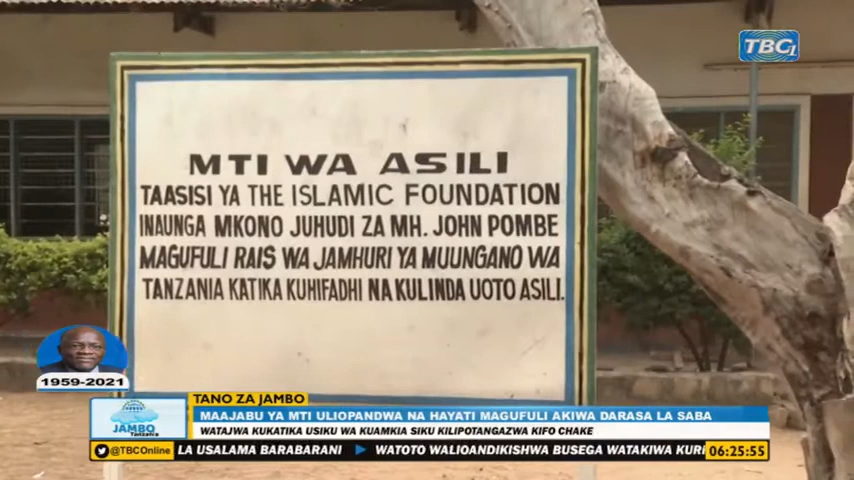 TBC1
MTI WA ASILI
TAASISI YA THE ISLAMIC FOUNDATION
INAUNGA MKONO JUHUDI ZA MH. JOHN POMBE
MAGUFULI RAIS WA JAMHURI YA MUUNGANO WA
TANZANIA KATIKA KUHIFADHI NA KULINDA UOTO ASILI.
1959-2021
TANO ZA JAMBO
JAMBO
Tanzania
MAAJABU YA MTI ULIOPANDWA NA HAYATI MAGUFULI AKIWA DARASA LA SABA
WATAJWA KUKATIKA USIKU WA KUAMKIA SIKU KILIPOTANGAZWA KIFO CHAKE
@TBCOnline
LA USALAMA BARABARANI WATOTO WALIOANDIKISHWA BUSEGA WATAKIWA KURI
06:25:55